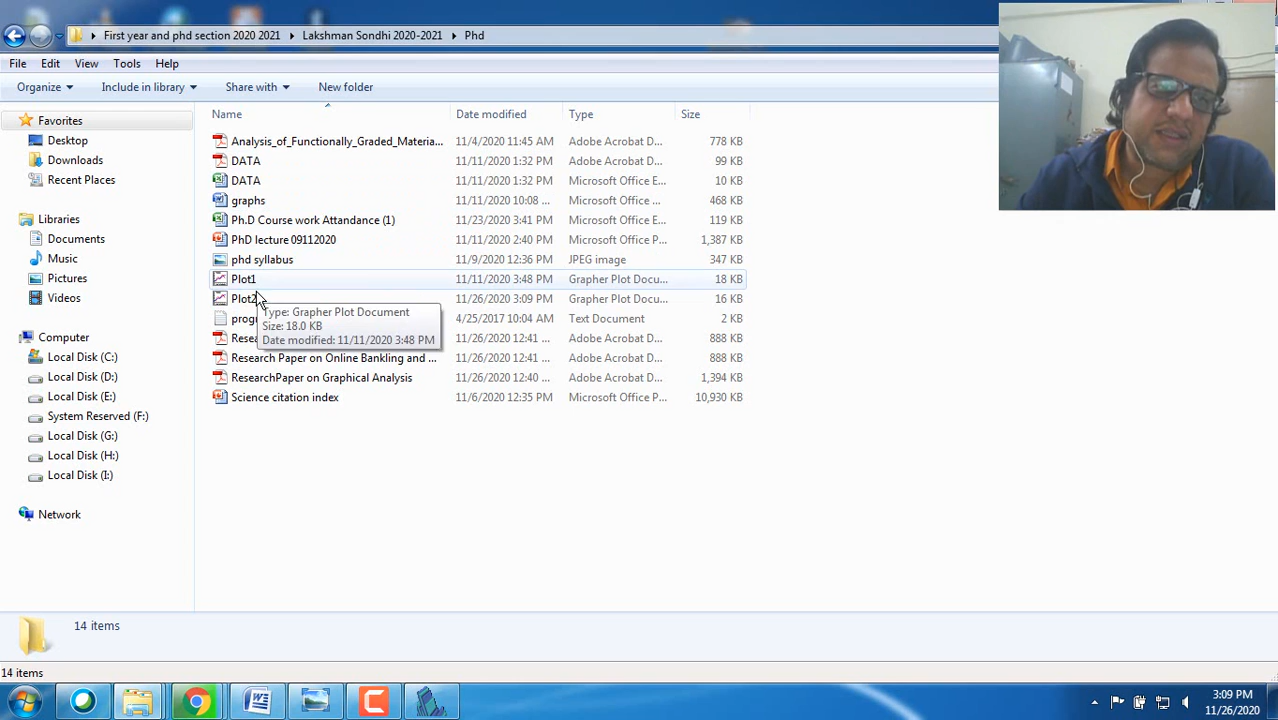 First year and phd section 2020 2021 Lakshman Sondhi 2020-2021 Phd
File Edit View Tools Help
Organize Include in library Share with New folder
Name Date modified Type Size
Favorites
Desktop
Downloads
Recent Places
Libraries
Documents
Music
Pictures
Videos
Computer
Local Disk (C:)
Local Disk (D:)
Local Disk (E:)
System Reserved (F:)
Local Disk (G:)
Local Disk (H:)
Local Disk (I:)
Network
Analysis_of_Functionally_Graded_Materia... 11/4/2020 11:45 AM Adobe Acrobat D... 778 KB
DATA 11/11/2020 1:32 PM Adobe Acrobat D... 99 KB
DATA 11/11/2020 1:32 PM Microsoft Office E... 10 KB
graphs 11/11/2020 10:08 ... Microsoft Office W... 468 KB
Ph.D Course work Attandance (1) 11/23/2020 3:41 PM Microsoft Office E... 119 KB
PhD lecture 09112020 11/11/2020 2:40 PM Microsoft Office P... 1,387 KB
phd syllabus 11/9/2020 12:36 PM JPEG image 347 KB
Plot1 11/11/2020 3:48 PM Grapher Plot Docu... 18 KB
Plot2 11/26/2020 3:09 PM Grapher Plot Docu... 16 KB
4/25/2017 10:04 AM Text Document 2 KB
11/26/2020 12:41 ... Adobe Acrobat D... 888 KB
Research Paper on Online Bankling and ... 11/26/2020 12:41 ... Adobe Acrobat D... 888 KB
ResearchPaper on Graphical Analysis 11/26/2020 12:40 ... Adobe Acrobat D... 1,394 KB
Science citation index 11/6/2020 12:35 PM Microsoft Office P... 10,930 KB
Type: Grapher Plot Document
Size: 18.0 KB
Date modified: 11/11/2020 3:48 PM
14 items
14 items
3:09 PM
11/26/2020